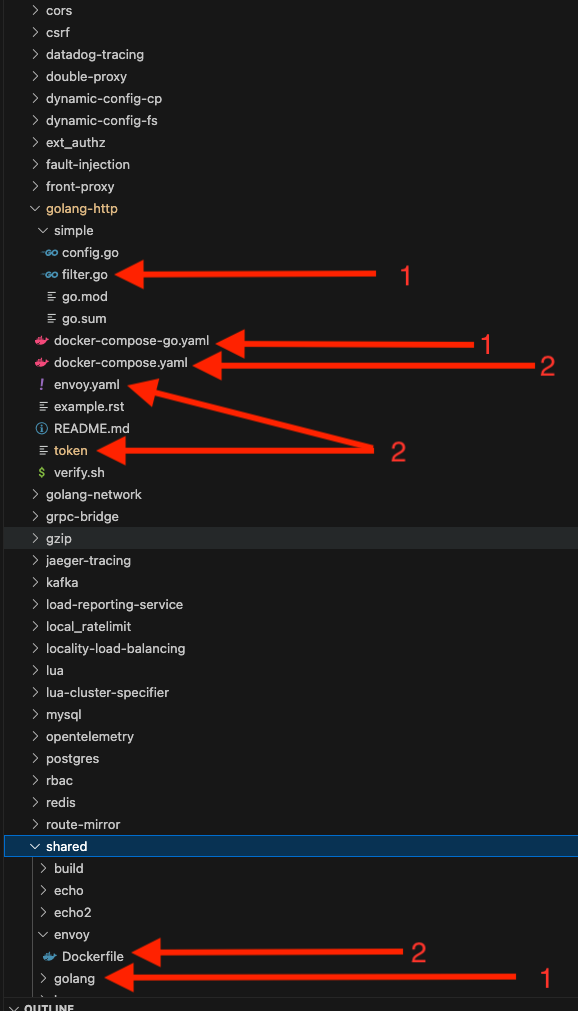 cors
csrf
datadog-tracing
double-proxy
dynamic-config-cp
dynamic-config-fs
ext_authz
fault-injection
front-proxy
golang-http
simple
config.go
filter.go 1
go.mod
go.sum
docker-compose-go.yaml 1
docker-compose.yaml 2
! envoy.yaml
example.rst
README.md
token 2
$ verify.sh
golang-network
grpc-bridge
gzip
jaeger-tracing
kafka
load-reporting-service
local_ratelimit
locality-load-balancing
lua
lua-cluster-specifier
mysql
opentelemetry
postgres
rbac
redis
route-mirror
shared
build
echo
echo2
envoy
Dockerfile 2
golang 1
OUTLINE